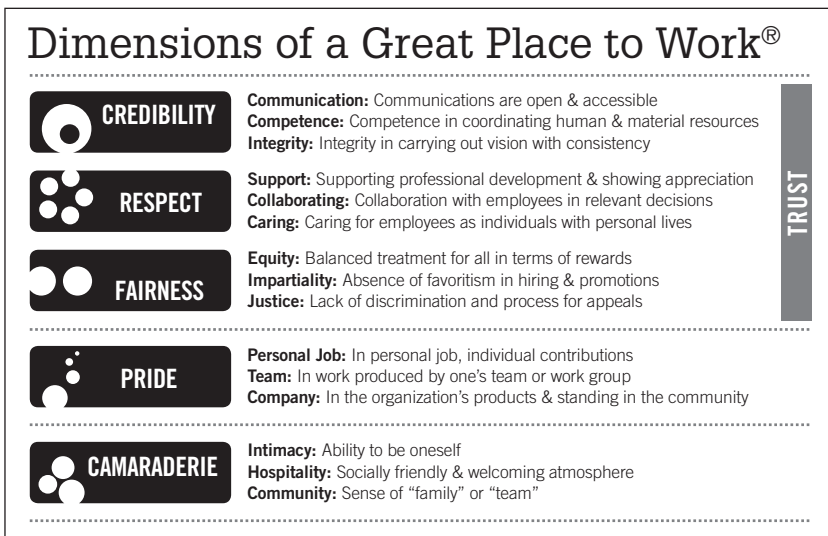 Dimensions of a Great Place to Work®
CREDIBILITY
Communication: Communications are open & accessible
Competence: Competence in coordinating human & material resources
Integrity: Integrity in carrying out vision with consistency
RESPECT
Support: Supporting professional development & showing appreciation
Collaborating: Collaboration with employees in relevant decisions
Caring: Caring for employees as individuals with personal lives
FAIRNESS
Equity: Balanced treatment for all in terms of rewards
Impartiality: Absence of favoritism in hiring & promotions
Justice: Lack of discrimination and process for appeals
TRUST
PRIDE
Personal Job: In personal job, individual contributions
Team: In work produced by one’s team or work group
Company: In the organization’s products & standing in the community
CAMARADERIE
Intimacy: Ability to be oneself
Hospitality: Socially friendly & welcoming atmosphere
Community: Sense of “family” or “team”